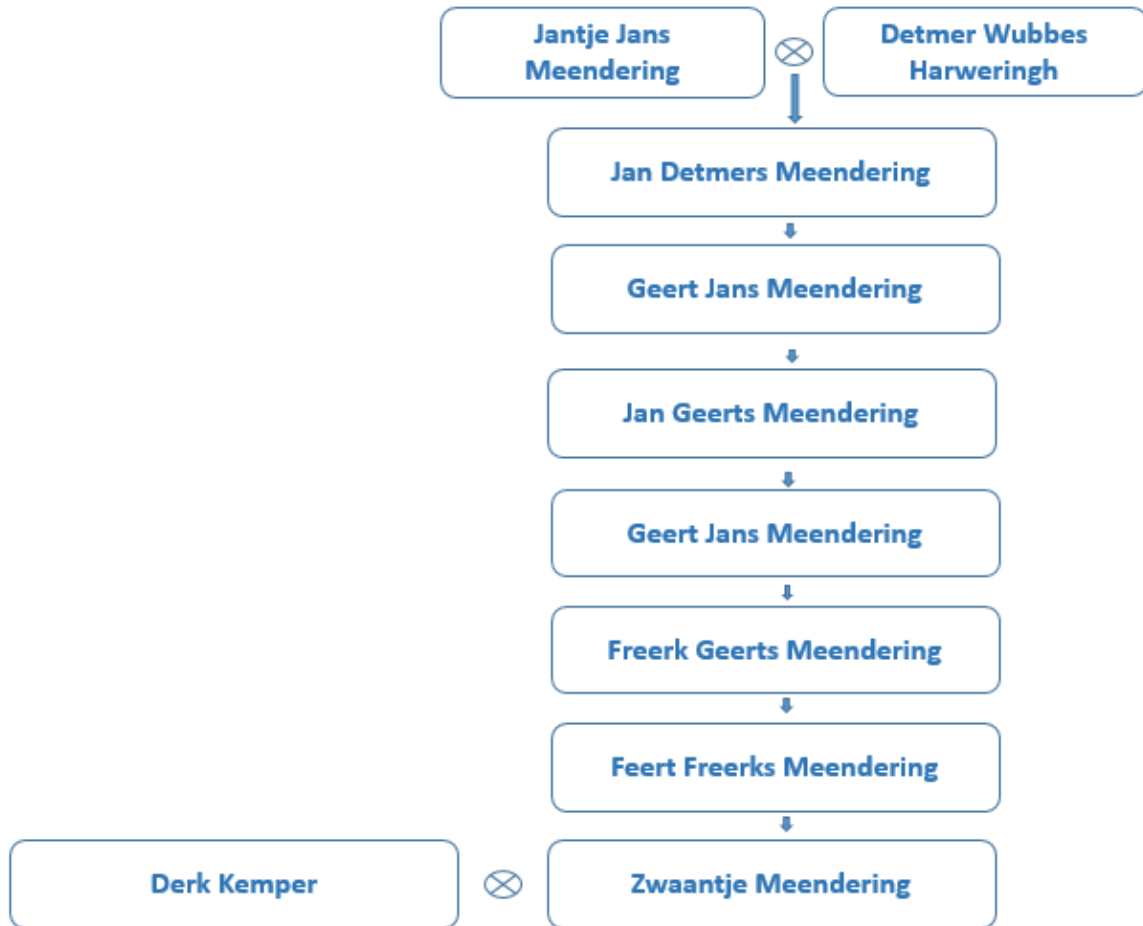 Jantje Jans
Meendering
Detmer Wubbes
Harweringh
Jan Detmers Meendering
Geert Jans Meendering
Jan Geerts Meendering
Geert Jans Meendering
Freerk Geerts Meendering
Feert Freerks Meendering
Derk Kemper
Zwaantje Meendering